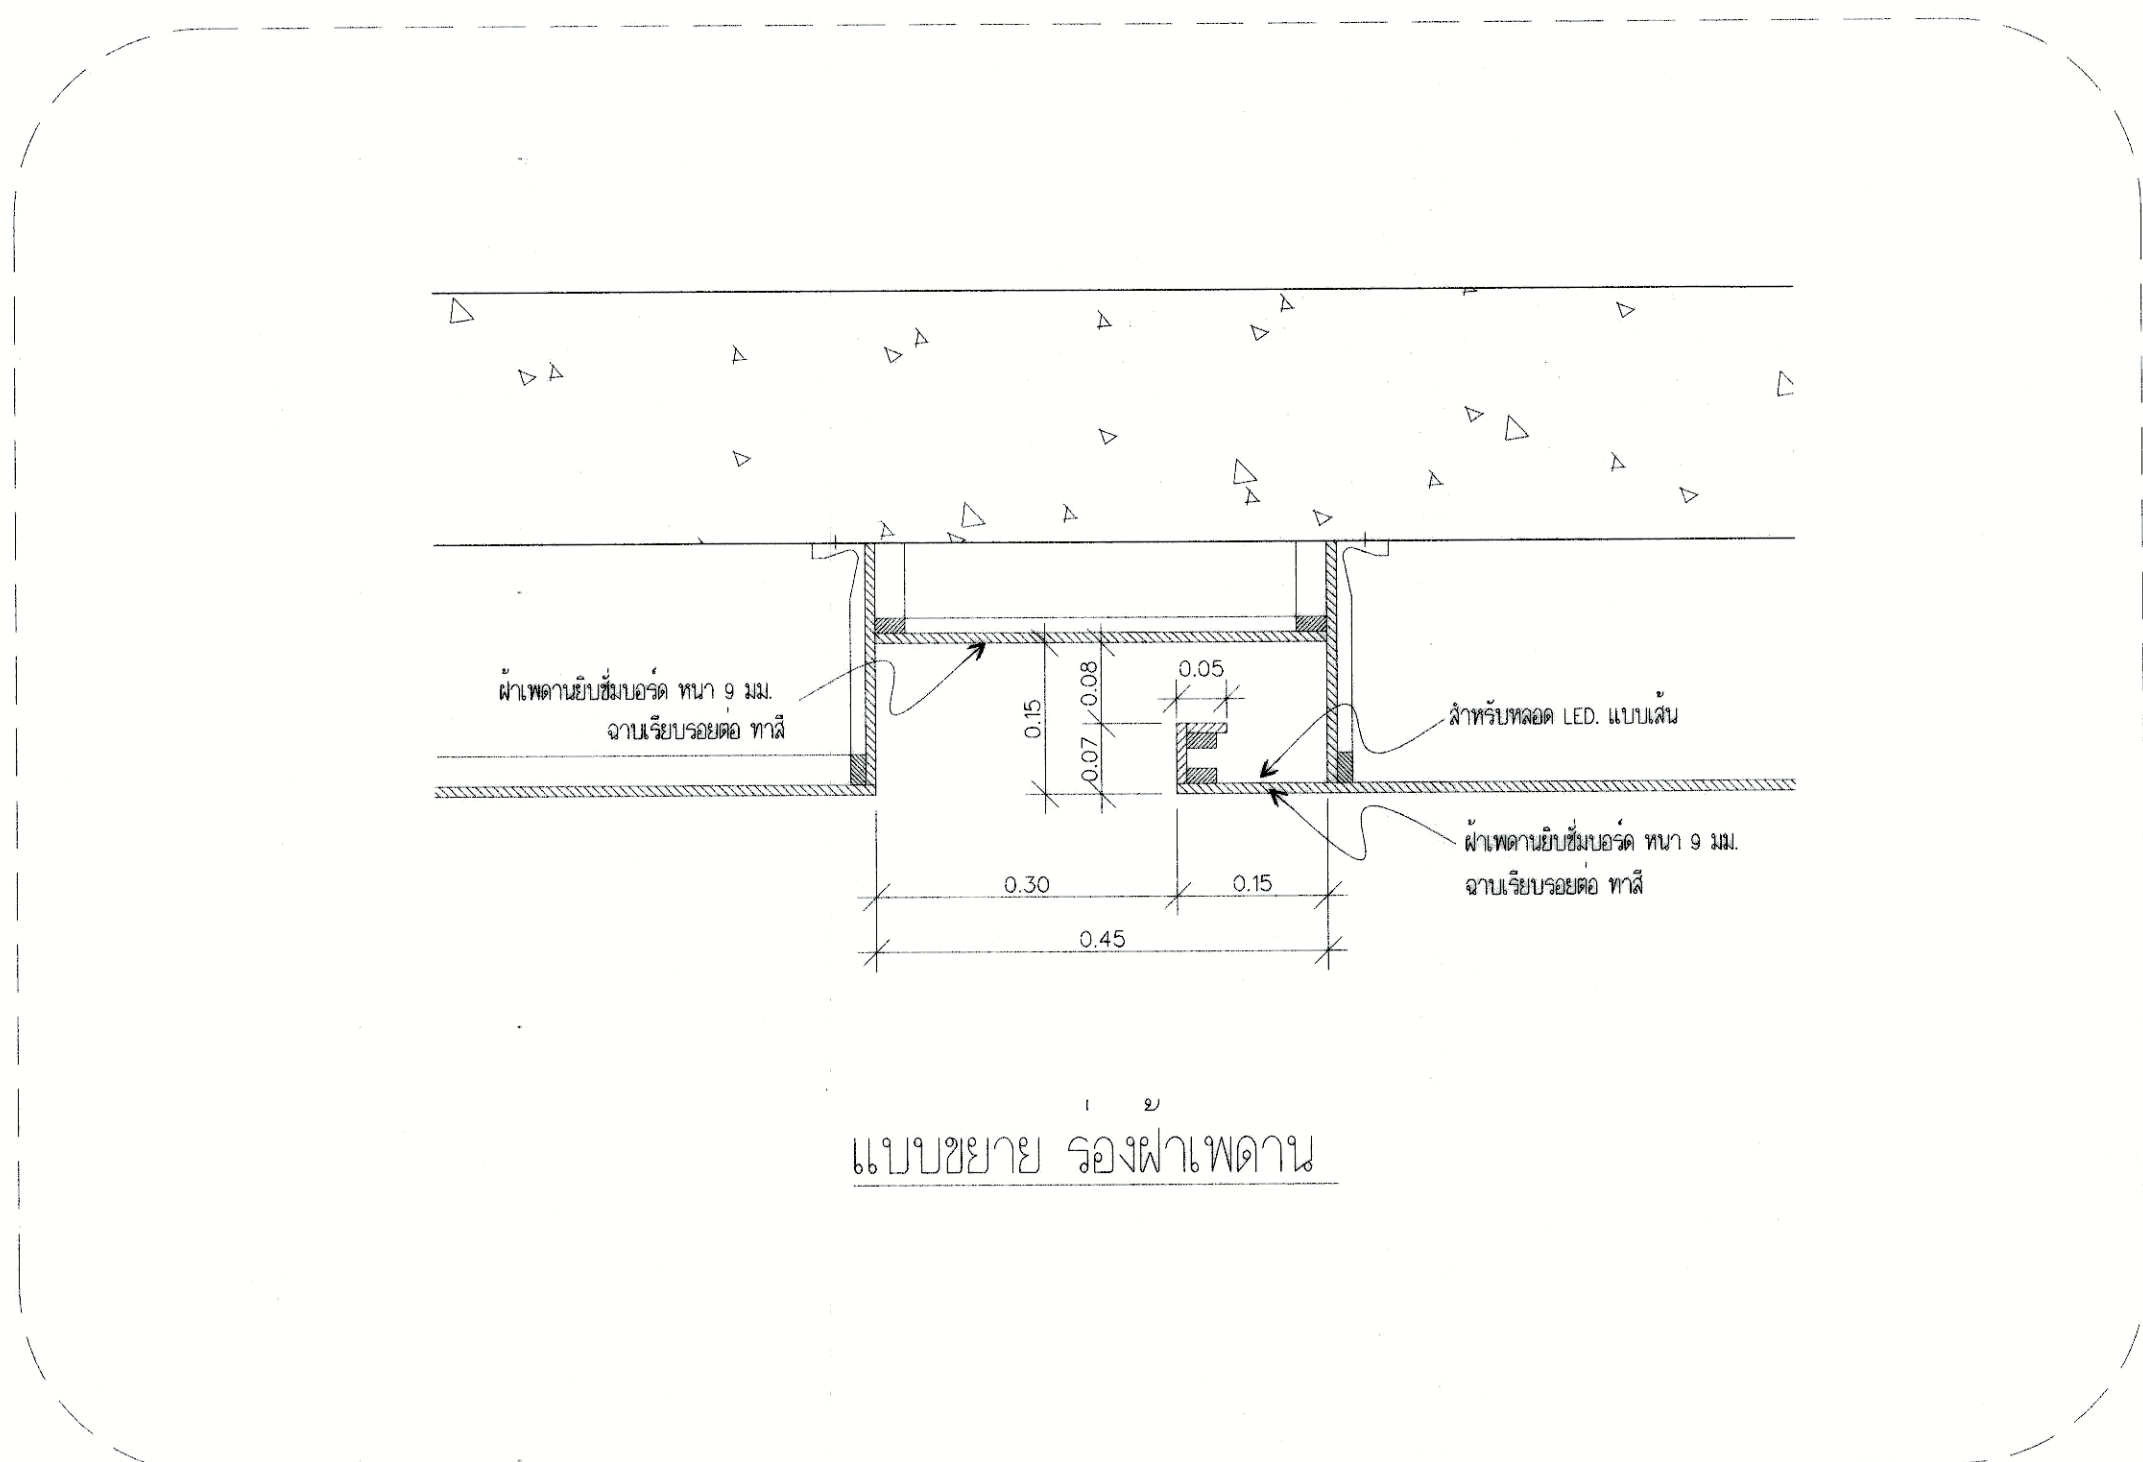 ฝ้าเพดานยิบซั่มบอร์ด หนา 9 มม.
ฉาบเรียบรอยต่อ ทาสี
0.15
0.08
0.07
0.05
สำหรับหลอด LED. แบบเส้น
ฝ้าเพดานยิบซั่มบอร์ด หนา 9 มม.
ฉาบเรียบรอยต่อ ทาสี
0.30
0.15
0.45
แบบขยาย ร่องฝ้าเพดาน